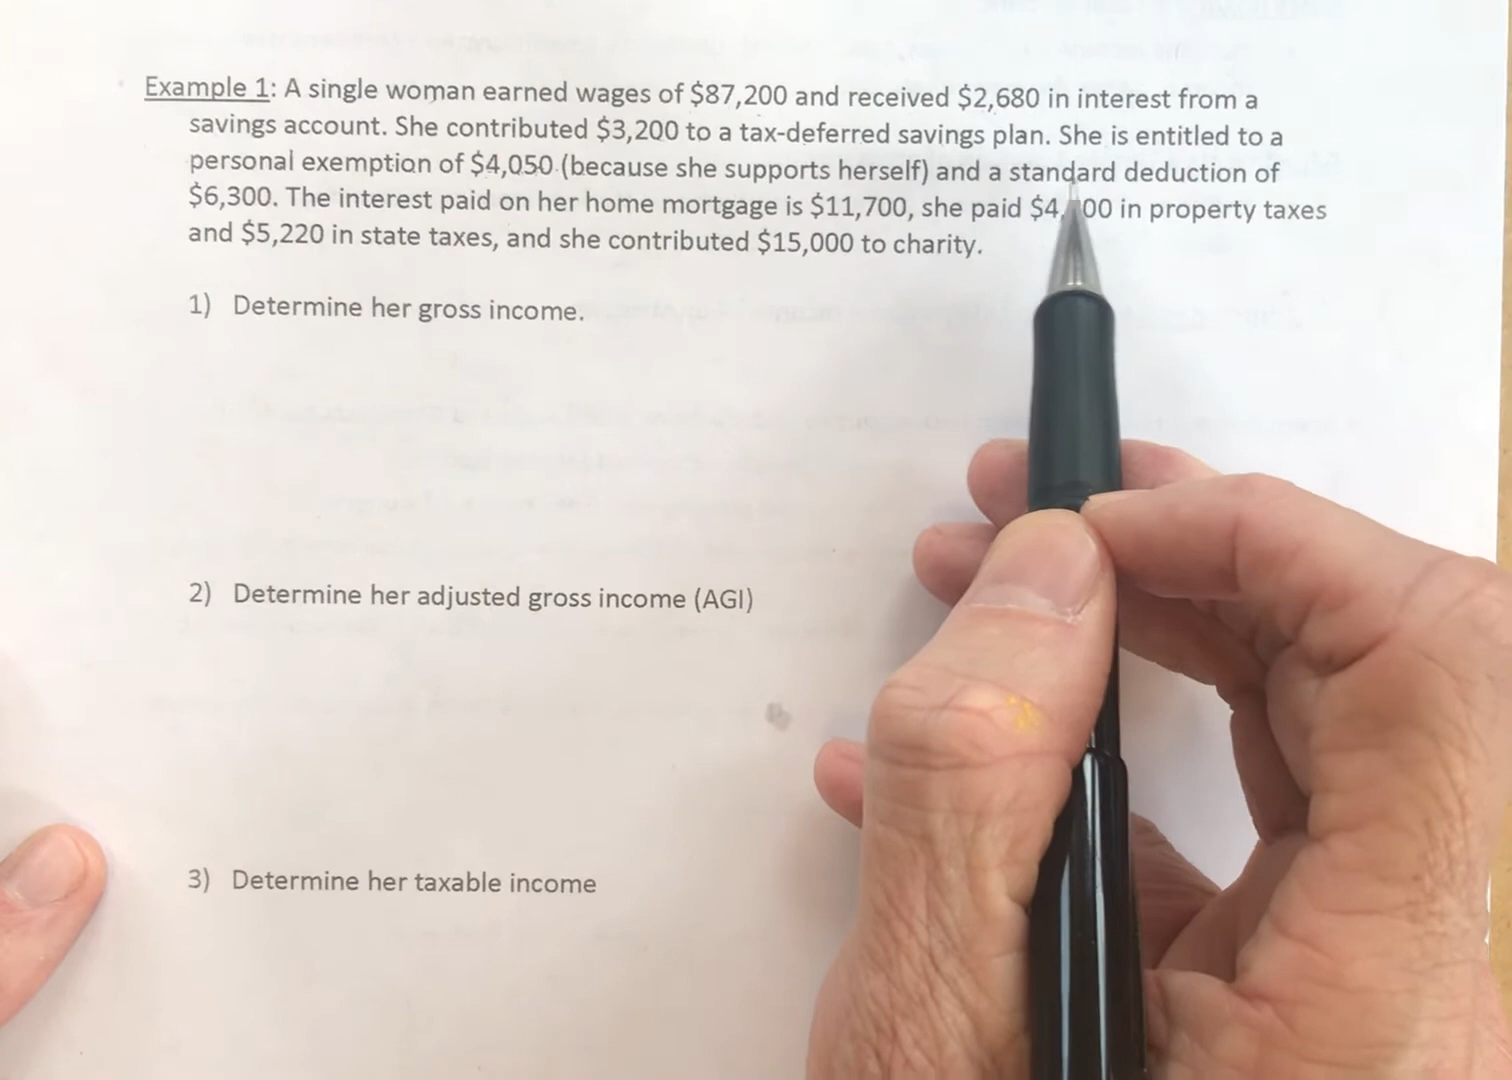 Example 1: A single woman earned wages of $87,200 and received $2,680 in interest from a
savings account. She contributed $3,200 to a tax-deferred savings plan. She is entitled to a
personal exemption of $4,050 (because she supports herself) and a standard deduction of
$6,300. The interest paid on her home mortgage is $11,700, she paid in property taxes
and $5,220 in state taxes, and she contributed $15,000 to charity.
1) Determine her gross income.
2) Determine her adjusted gross income (AGI)
3) Determine her taxable income